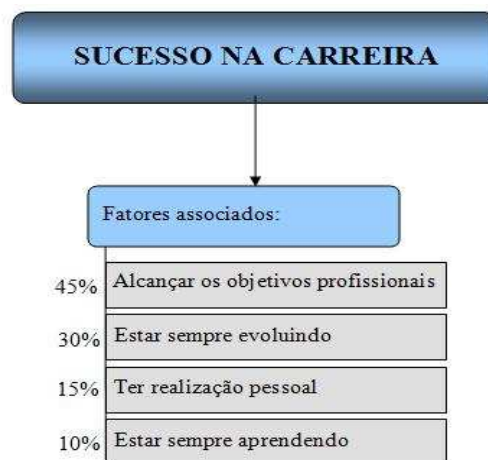 SUCESSO NA CARREIRA
Fatores associados:
45% Alcançar os objetivos profissionais
30% Estar sempre evoluindo
15% Ter realização pessoal
10% Estar sempre aprendendo